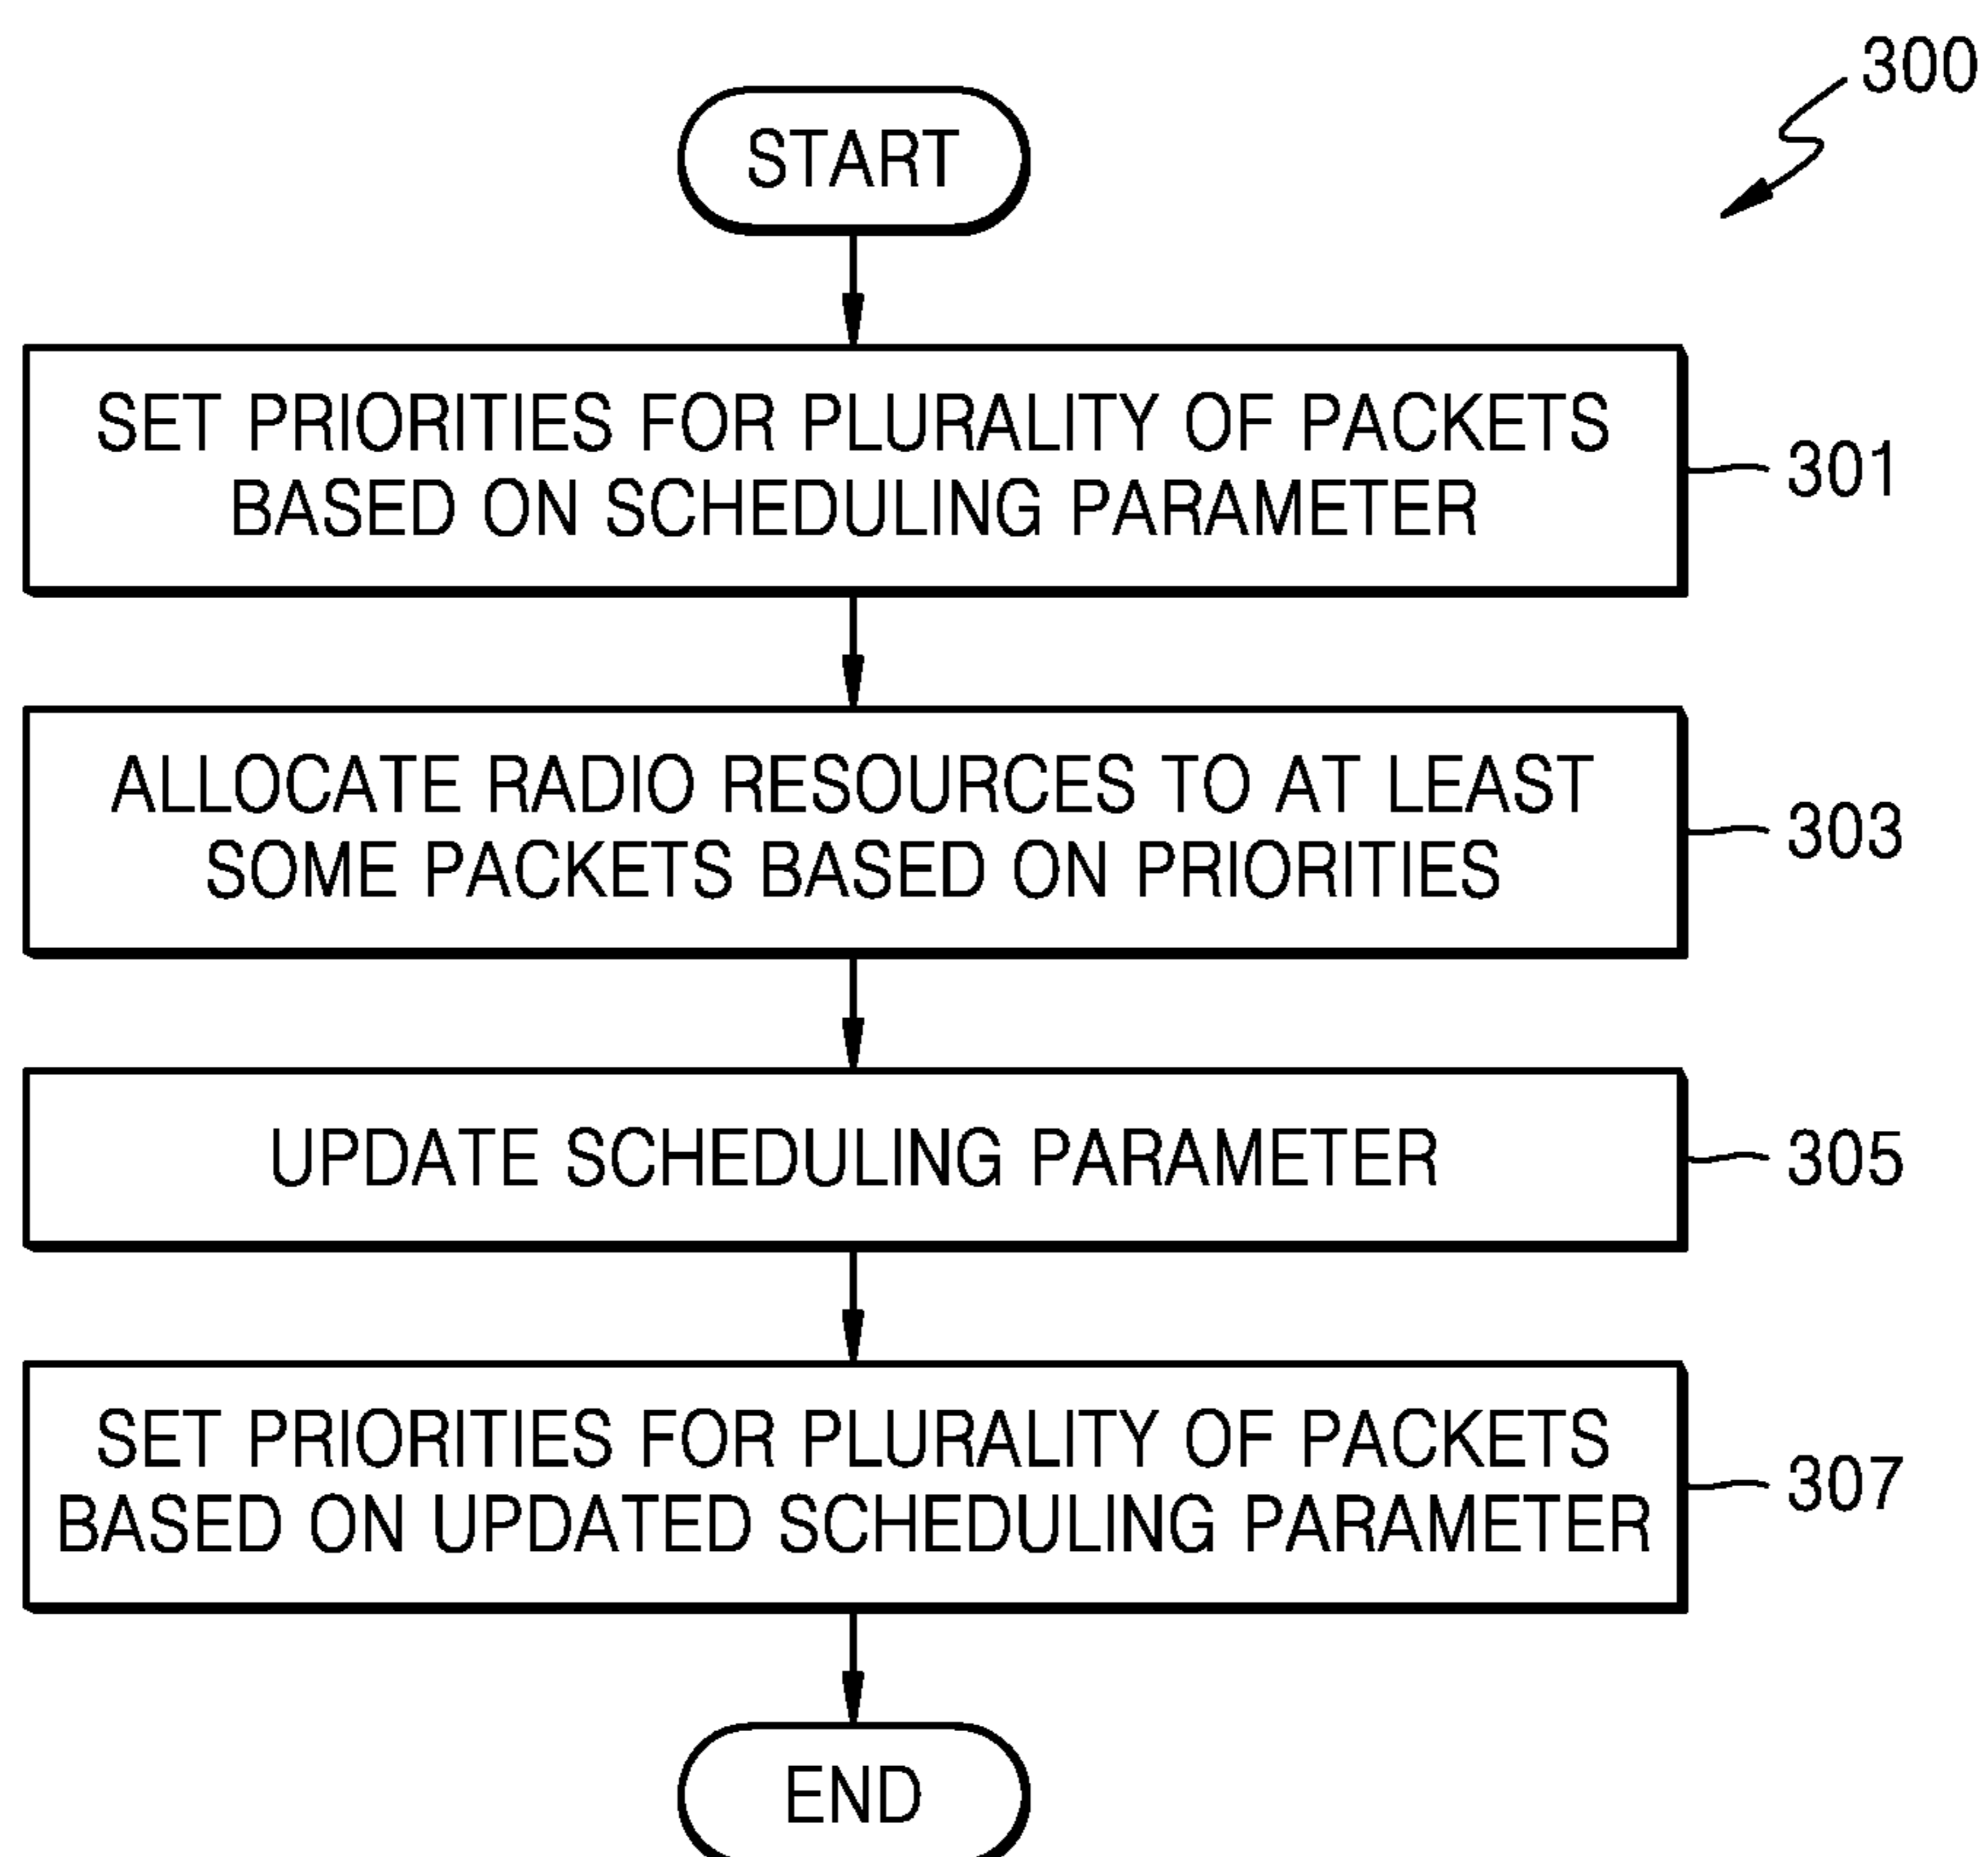 300
START
SET PRIORITIES FOR PLURALITY OF PACKETS
BASED ON SCHEDULING PARAMETER
301
ALLOCATE RADIO RESOURCES TO AT LEAST
SOME PACKETS BASED ON PRIORITIES
303
UPDATE SCHEDULING PARAMETER
305
SET PRIORITIES FOR PLURALITY OF PACKETS
BASED ON UPDATED SCHEDULING PARAMETER
307
END